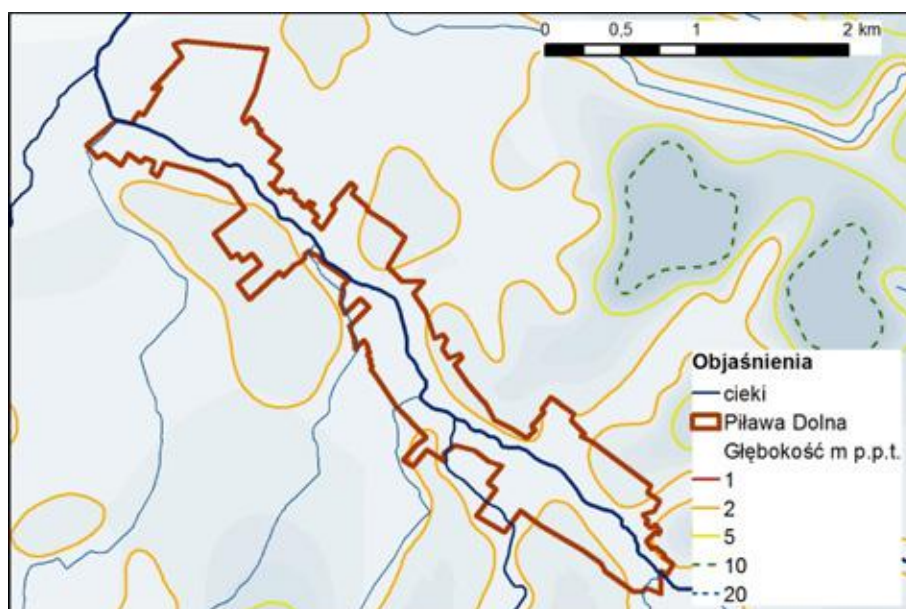 0 0,5 1 2 km
Objaśnienia
cieki
Piława Dolna
Głębokość m p.p.t.
1
2
5
10
20